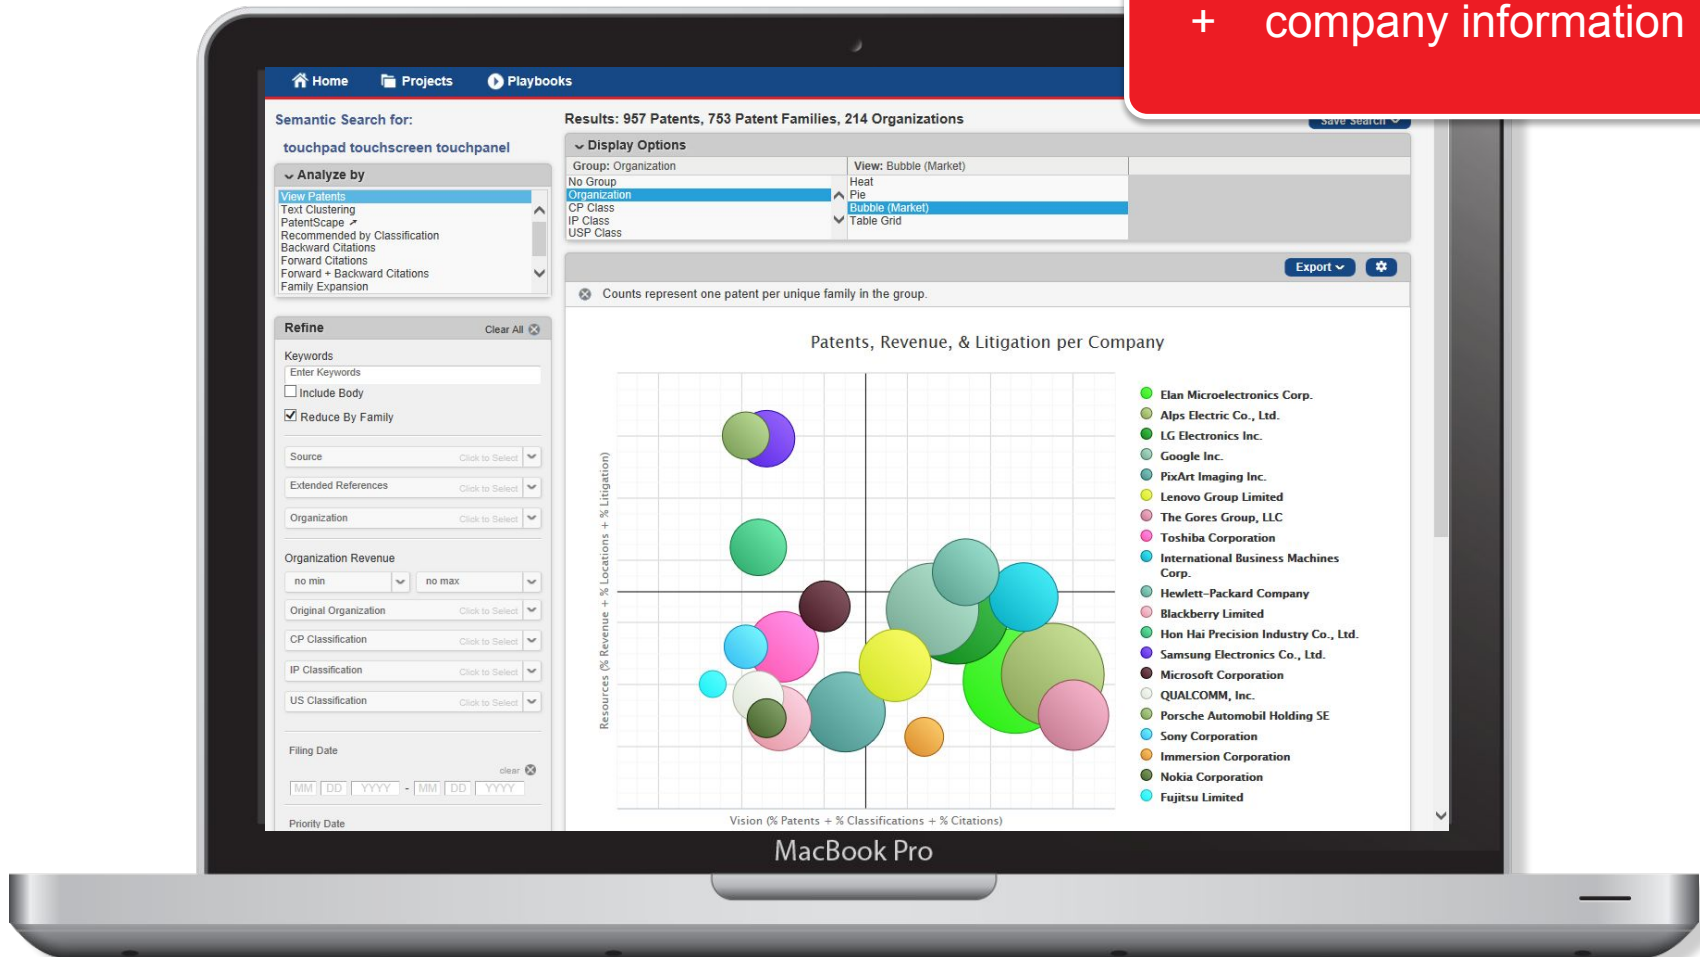 + company information
Home Projects Playbooks
Semantic Search for:
touchpad touchscreen touchpanel
Analyze by
View Patents
Text Clustering
PatentScape
Recommended by Classification
Backward Citations
Forward Citations
Forward + Backward Citations
Family Expansion
Refine Clear All
Keywords
Enter Keywords
Include Body
Reduce By Family
Source Click to Select
Extended References Click to Select
Organization Click to Select
Organization Revenue
no min no max
Original Organization Click to Select
CP Classification Click to Select
IP Classification Click to Select
US Classification Click to Select
Filing Date
clear
MM DD YYYY - MM DD YYYY
Priority Date
Results: 957 Patents, 753 Patent Families, 214 Organizations
Save Search
Display Options
Group: Organization View: Bubble (Market)
No Group
Organization
CP Class
IP Class
USP Class
Heat
Pie
Bubble (Market)
Table Grid
Export
Counts represent one patent per unique family in the group.
Patents, Revenue, & Litigation per Company
Resources (% Revenue + % Locations + % Litigation)
Vision (% Patents + % Classifications + % Citations)
Elan Microelectronics Corp.
Alps Electric Co., Ltd.
LG Electronics Inc.
Google Inc.
PixArt Imaging Inc.
Lenovo Group Limited
The Gores Group, LLC
Toshiba Corporation
International Business Machines
Corp.
Hewlett-Packard Company
Blackberry Limited
Hon Hai Precision Industry Co., Ltd.
Samsung Electronics Co., Ltd.
Microsoft Corporation
QUALCOMM, Inc.
Porsche Automobil Holding SE
Sony Corporation
Immersion Corporation
Nokia Corporation
Fujitsu Limited
MacBook Pro